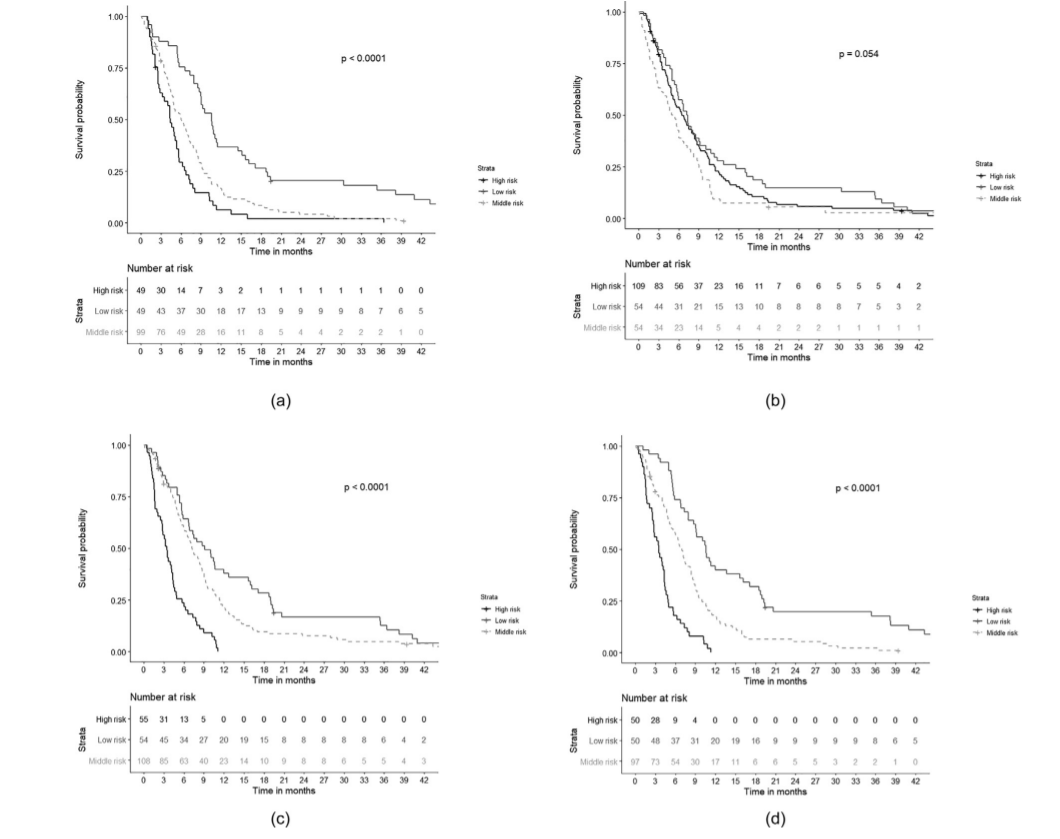 1.00
0.75
0.50
0.25
0.00
Survival probability
p < 0.0001
0 3 6 9 12 15 18 21 24 27 30 33 36 39 42
Time in months
Strata
High risk
Low risk
Middle risk
Number at risk
Strata
High risk 49 30 14 7 3 2 1 1 1 1 1 1 1 0 0
Low risk 49 43 37 30 18 17 13 9 9 9 9 8 7 6 5
Middle risk 99 76 49 28 16 11 8 5 4 4 2 2 2 1 0
0 3 6 9 12 15 18 21 24 27 30 33 36 39 42
Time in months
(a)
1.00
0.75
0.50
0.25
0.00
Survival probability
p = 0.054
0 3 6 9 12 15 18 21 24 27 30 33 36 39 42
Time in months
Strata
High risk
Low risk
Middle risk
Number at risk
Strata
High risk 109 83 56 37 23 16 11 7 6 6 5 5 5 4 2
Low risk 54 44 31 21 15 13 10 8 8 8 8 7 5 3 2
Middle risk 54 34 23 14 5 4 4 2 2 2 1 1 1 1 1
0 3 6 9 12 15 18 21 24 27 30 33 36 39 42
Time in months
(b)
1.00
0.75
0.50
0.25
0.00
Survival probability
p < 0.0001
0 3 6 9 12 15 18 21 24 27 30 33 36 39 42
Time in months
Strata
High risk
Low risk
Middle risk
Number at risk
Strata
High risk 55 31 13 5 0 0 0 0 0 0 0 0 0 0 0
Low risk 54 45 34 27 20 19 15 8 8 8 8 8 6 4 2
Middle risk 108 85 63 40 23 14 10 9 8 8 6 5 5 4 3
0 3 6 9 12 15 18 21 24 27 30 33 36 39 42
Time in months
(c)
1.00
0.75
0.50
0.25
0.00
Survival probability
p < 0.0001
0 3 6 9 12 15 18 21 24 27 30 33 36 39 42
Time in months
Strata
High risk
Low risk
Middle risk
Number at risk
Strata
High risk 50 28 9 4 0 0 0 0 0 0 0 0 0 0 0
Low risk 50 48 37 31 20 19 16 9 9 9 9 9 8 6 5
Middle risk 97 73 54 30 17 11 6 6 5 5 3 2 2 1 0
0 3 6 9 12 15 18 21 24 27 30 33 36 39 42
Time in months
(d)